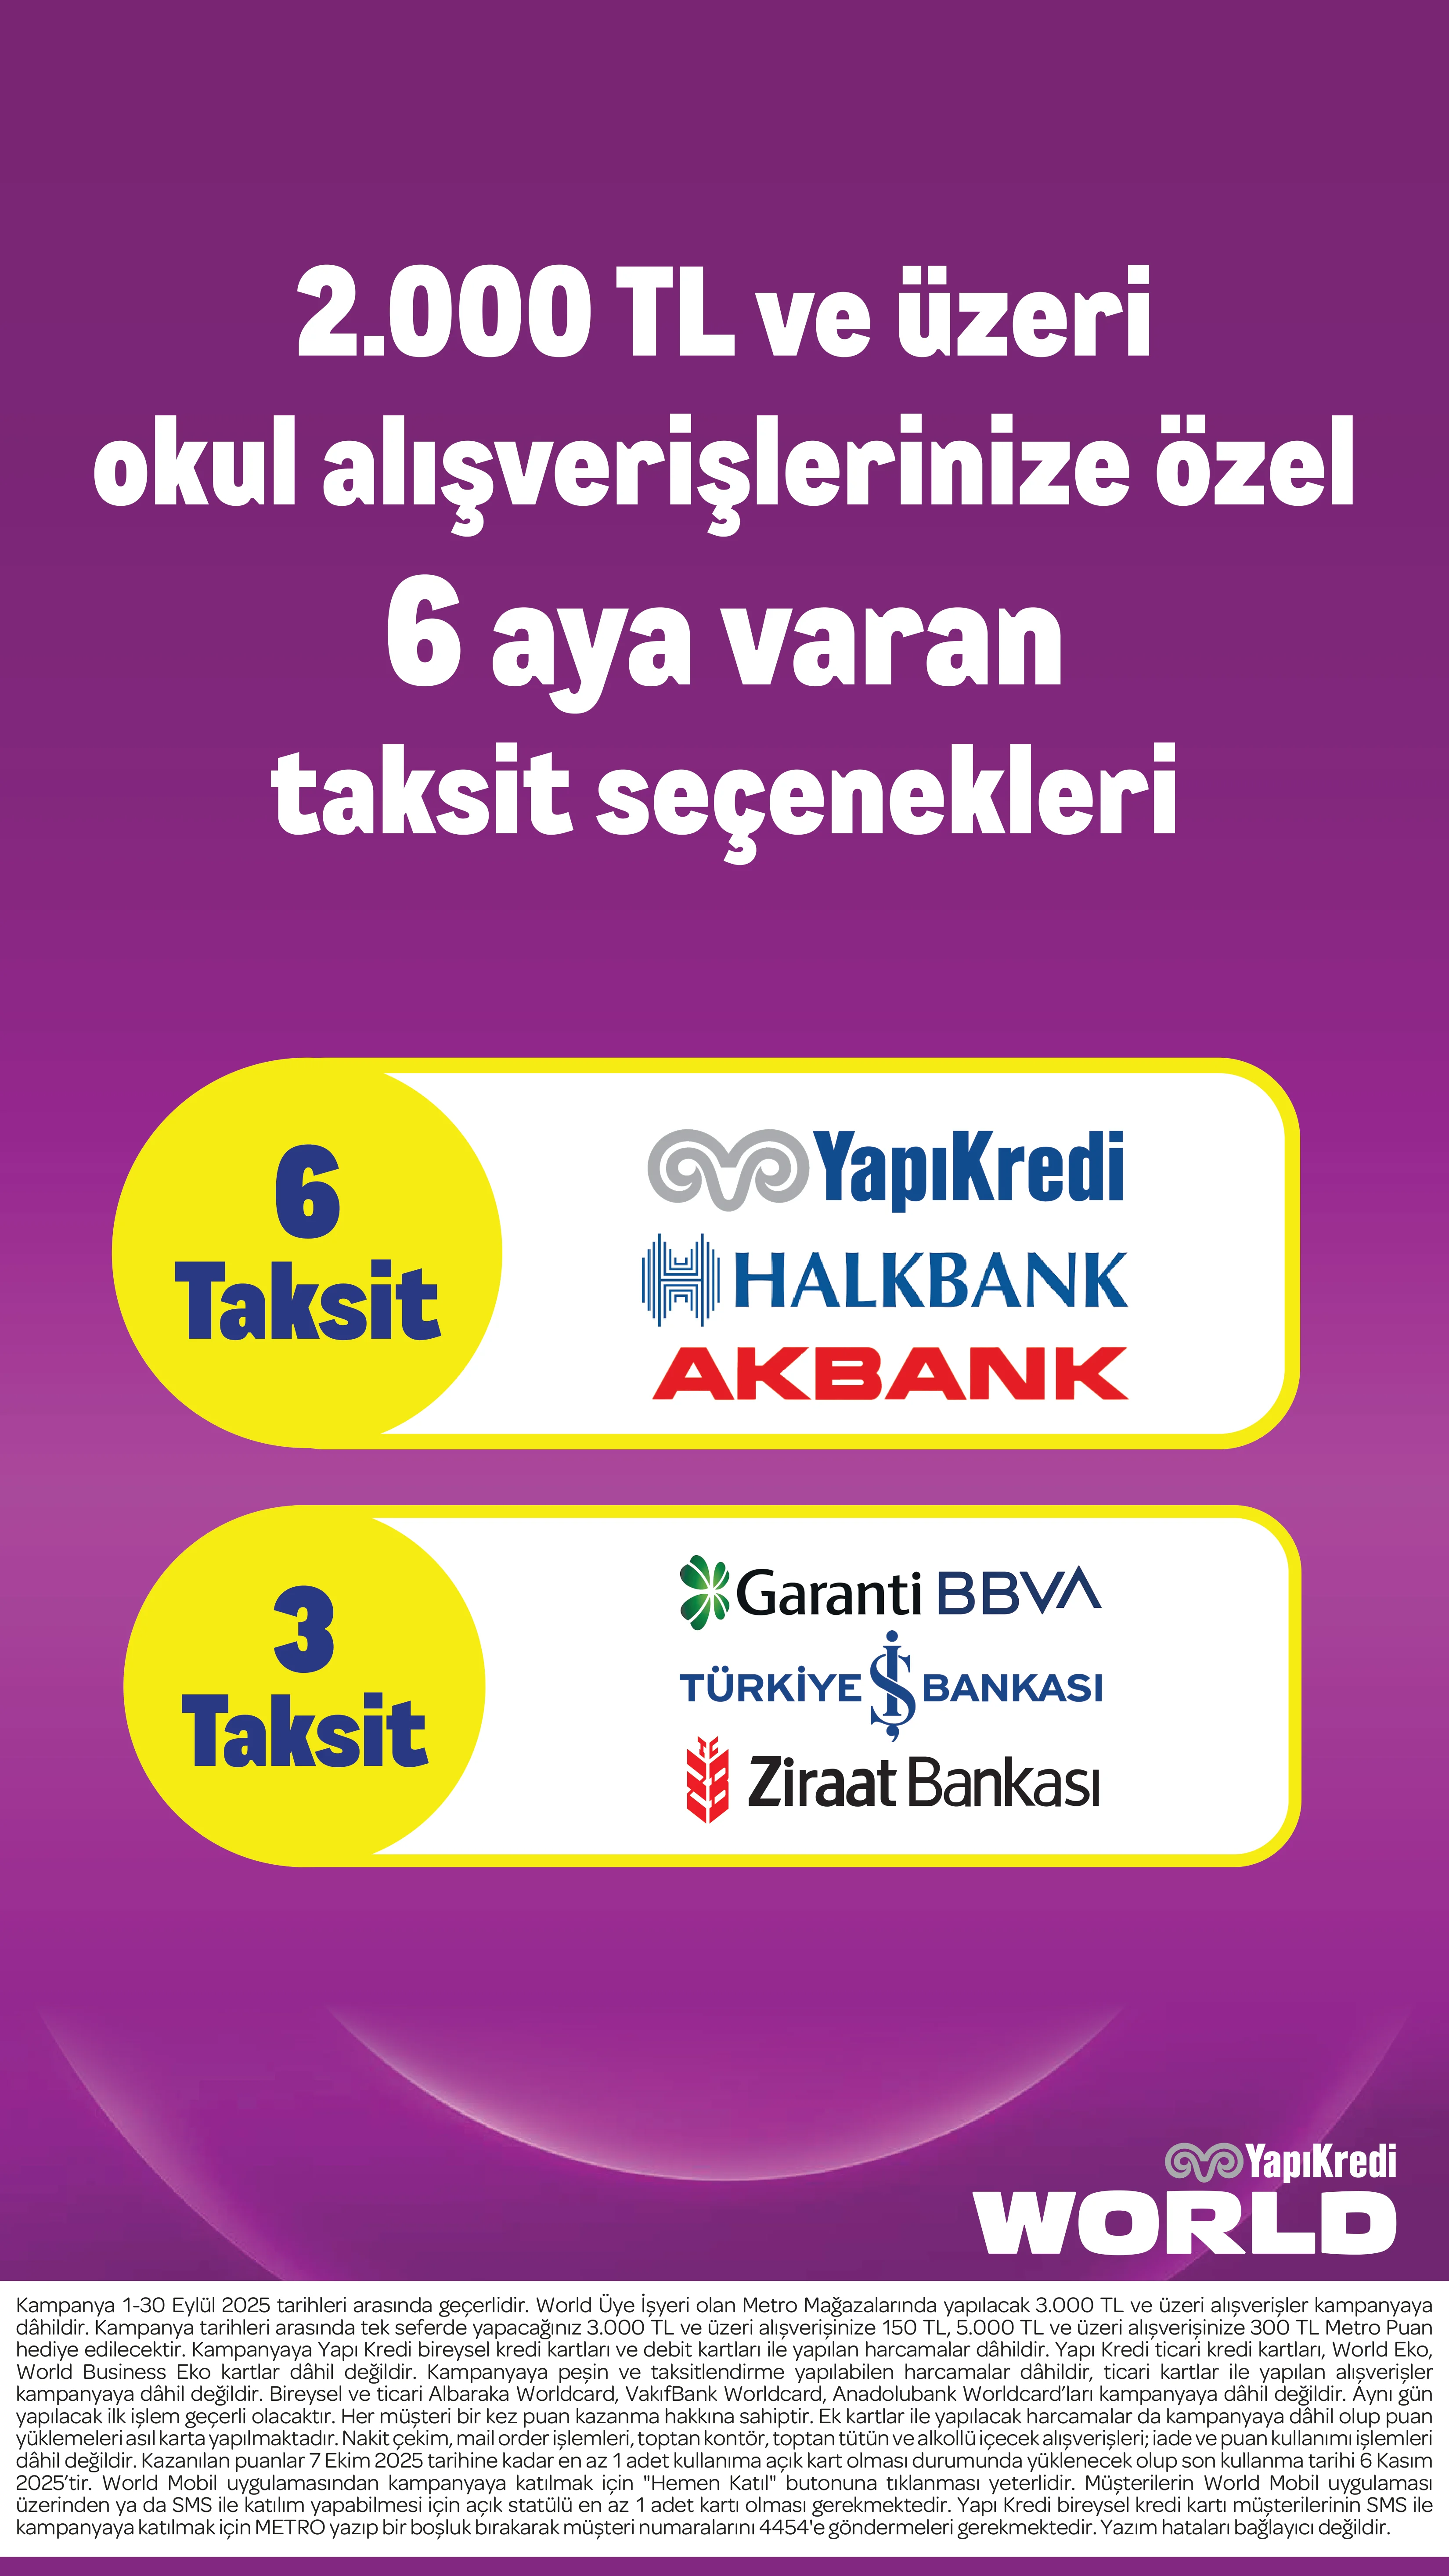 2.000 TL ve üzeri
okul alışverişlerinize özel
6 aya varan
taksit seçenekleri
6
Taksit
YapıKredi
HALKBANK
AKBANK
3
Taksit
Garanti BBVA
TÜRKİYE İŞ BANKASI
TC
Ziraat Bankası
YapıKredi
WORLD
Kampanya 1-30 Eylül 2025 tarihleri arasında geçerlidir. World Üye İşyeri olan Metro Mağazalarında yapılacak 3.000 TL ve üzeri alışverişler kampanyaya
dâhildir. Kampanya tarihleri arasında tek seferde yapacağınız 3.000 TL ve üzeri alışverişinize 150 TL, 5.000 TL ve üzeri alışverişinize 300 TL Metro Puan
hediye edilecektir. Kampanyaya Yapı Kredi bireysel kredi kartları ve debit kartları ile yapılan harcamalar dâhildir. Yapı Kredi ticari kredi kartları, World Eko,
World Business Eko kartlar dâhil değildir. Kampanyaya peşin ve taksitlendirme yapılabilen harcamalar dâhildir, ticari kartlar ile yapılan alışverişler
kampanyaya dâhil değildir. Bireysel ve ticari Albaraka Worldcard, VakıfBank Worldcard, Anadolubank Worldcard’ları kampanyaya dâhil değildir. Aynı gün
yapılacak ilk işlem geçerli olacaktır. Her müşteri bir kez puan kazanma hakkına sahiptir. Ek kartlar ile yapılacak harcamalar da kampanyaya dâhil olup puan
yüklemeleri asıl karta yapılmaktadır. Nakit çekim, mail order işlemleri, toptan kontör, toptan tütün ve alkollü içecek alışverişleri; iade ve puan kullanımı işlemleri
dâhil değildir. Kazanılan puanlar 7 Ekim 2025 tarihine kadar en az 1 adet kullanıma açık kart olması durumunda yüklenecek olup son kullanma tarihi 6 Kasım
2025’tir. World Mobil uygulamasından kampanyaya katılmak için "Hemen Katıl" butonuna tıklanması yeterlidir. Müşterilerin World Mobil uygulaması
üzerinden ya da SMS ile katılım yapabilmesi için açık statülü en az 1 adet kartı olması gerekmektedir. Yapı Kredi bireysel kredi kartı müşterilerinin SMS ile
kampanyaya katılmak için METRO yazıp bir boşluk bırakarak müşteri numaralarını 4454'e göndermeleri gerekmektedir. Yazım hataları bağlayıcı değildir.